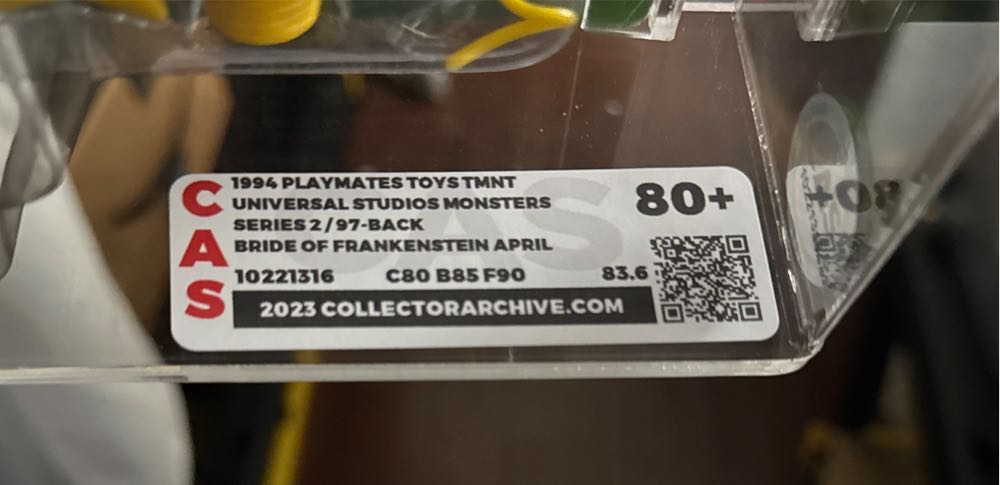 CAS
1994 PLAYMATES TOYS TMNT
UNIVERSAL STUDIOS MONSTERS
SERIES 2 / 97-BACK
BRIDE OF FRANKENSTEIN APRIL
10221316 C80 B85 F90 83.6
2023 COLLECTORARCHIVE.COM
80+